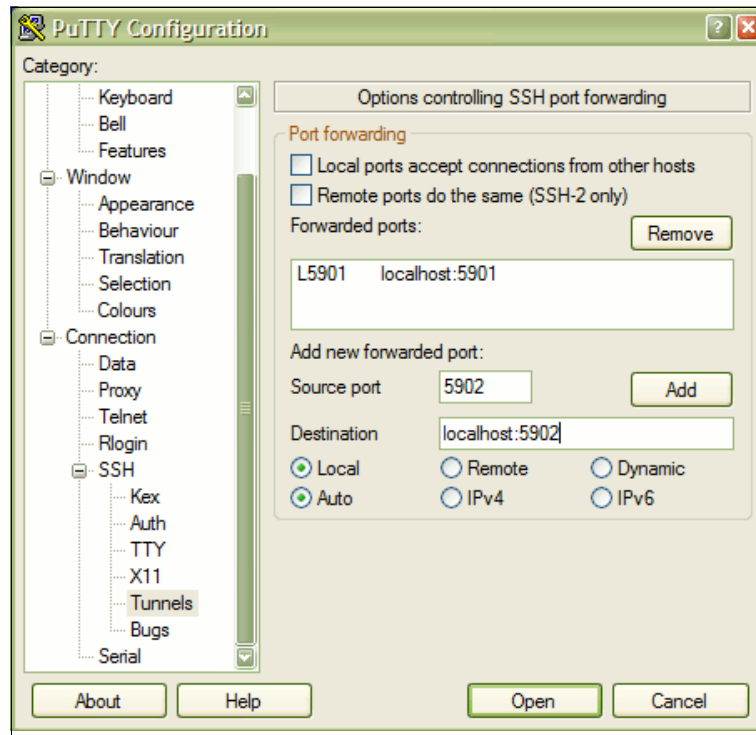 PuTTY Configuration
Category:
Keyboard
Bell
Features
Window
Appearance
Behaviour
Translation
Selection
Colours
Connection
Data
Proxy
Telnet
Rlogin
SSH
Kex
Auth
TTY
X11
Tunnels
Bugs
Serial
Options controlling SSH port forwarding
Port forwarding
Local ports accept connections from other hosts
Remote ports do the same (SSH-2 only)
Forwarded ports: Remove
L5901 localhost:5901
Add new forwarded port:
Source port 5902 Add
Destination localhost:5902
Local Remote Dynamic
Auto IPv4 IPv6
About Help Open Cancel